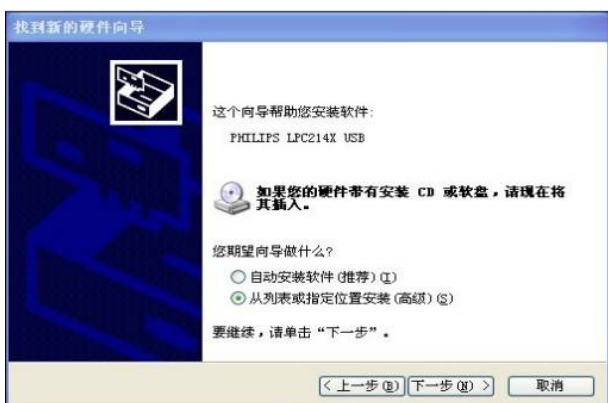 找到新的硬件向导
这个向导帮助您安装软件:
PHILIPS LPC214X USB
如果您的硬件带有安装 CD 或软盘，请现在将
其插入。
您期望向导做什么?
自动安装软件(推荐)(I)
从列表或指定位置安装(高级)(S)
要继续，请单击“下一步”。
< 上一步(B) 下一步(N) > 取消